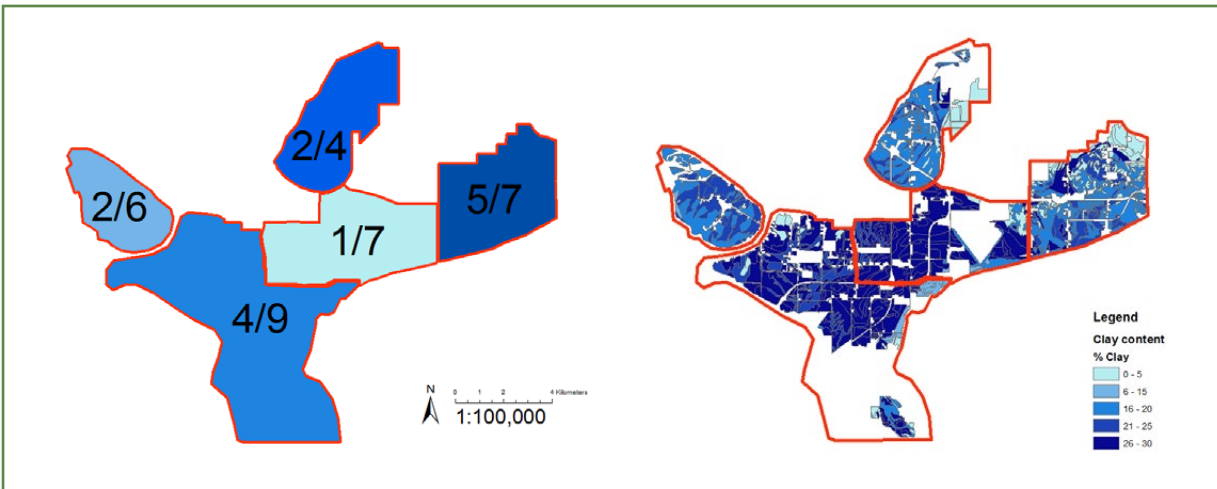 2/4
5/7
2/6
1/7
4/9
N
0 1 2 4 Kilometers
1:100,000
Legend
Clay content
% Clay
0 - 5
6 - 15
16 - 20
21 - 25
26 - 30